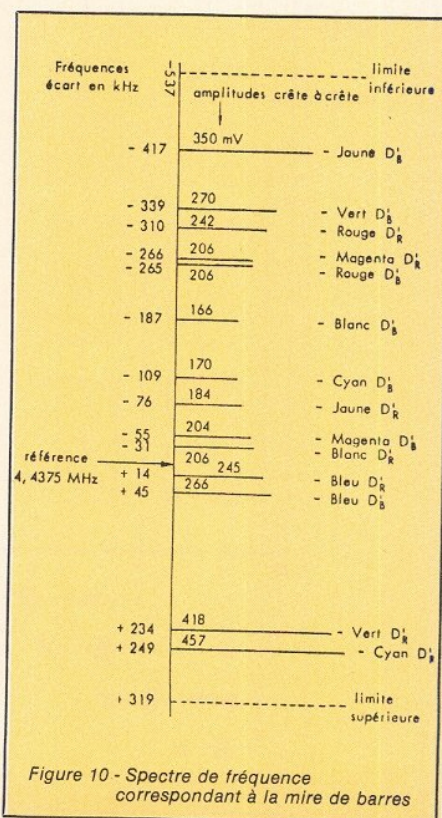 Fréquences
écart en kHz
-537
limite
inférieure
amplitudes crête à crête
- 417 350 mV - Jaune D'B
- 339 270 - Vert D'B
- 310 242 - Rouge D'R
- 266 206 - Magenta D'R
- 265 206 - Rouge D'B
- 187 166 - Blanc D'B
- 109 170 - Cyan D'B
- 76 184 - Jaune D'R
- 55 204 - Magenta D'B
- 31 206 - Blanc D'R
référence
4, 4375 MHz
+ 14 245 - Bleu D'R
+ 45 266 - Bleu D'B
+ 234 418 - Vert D'R
+ 249 457 - Cyan D'R
+ 319 limite
supérieure
Figure 10 - Spectre de fréquence
correspondant à la mire de barres